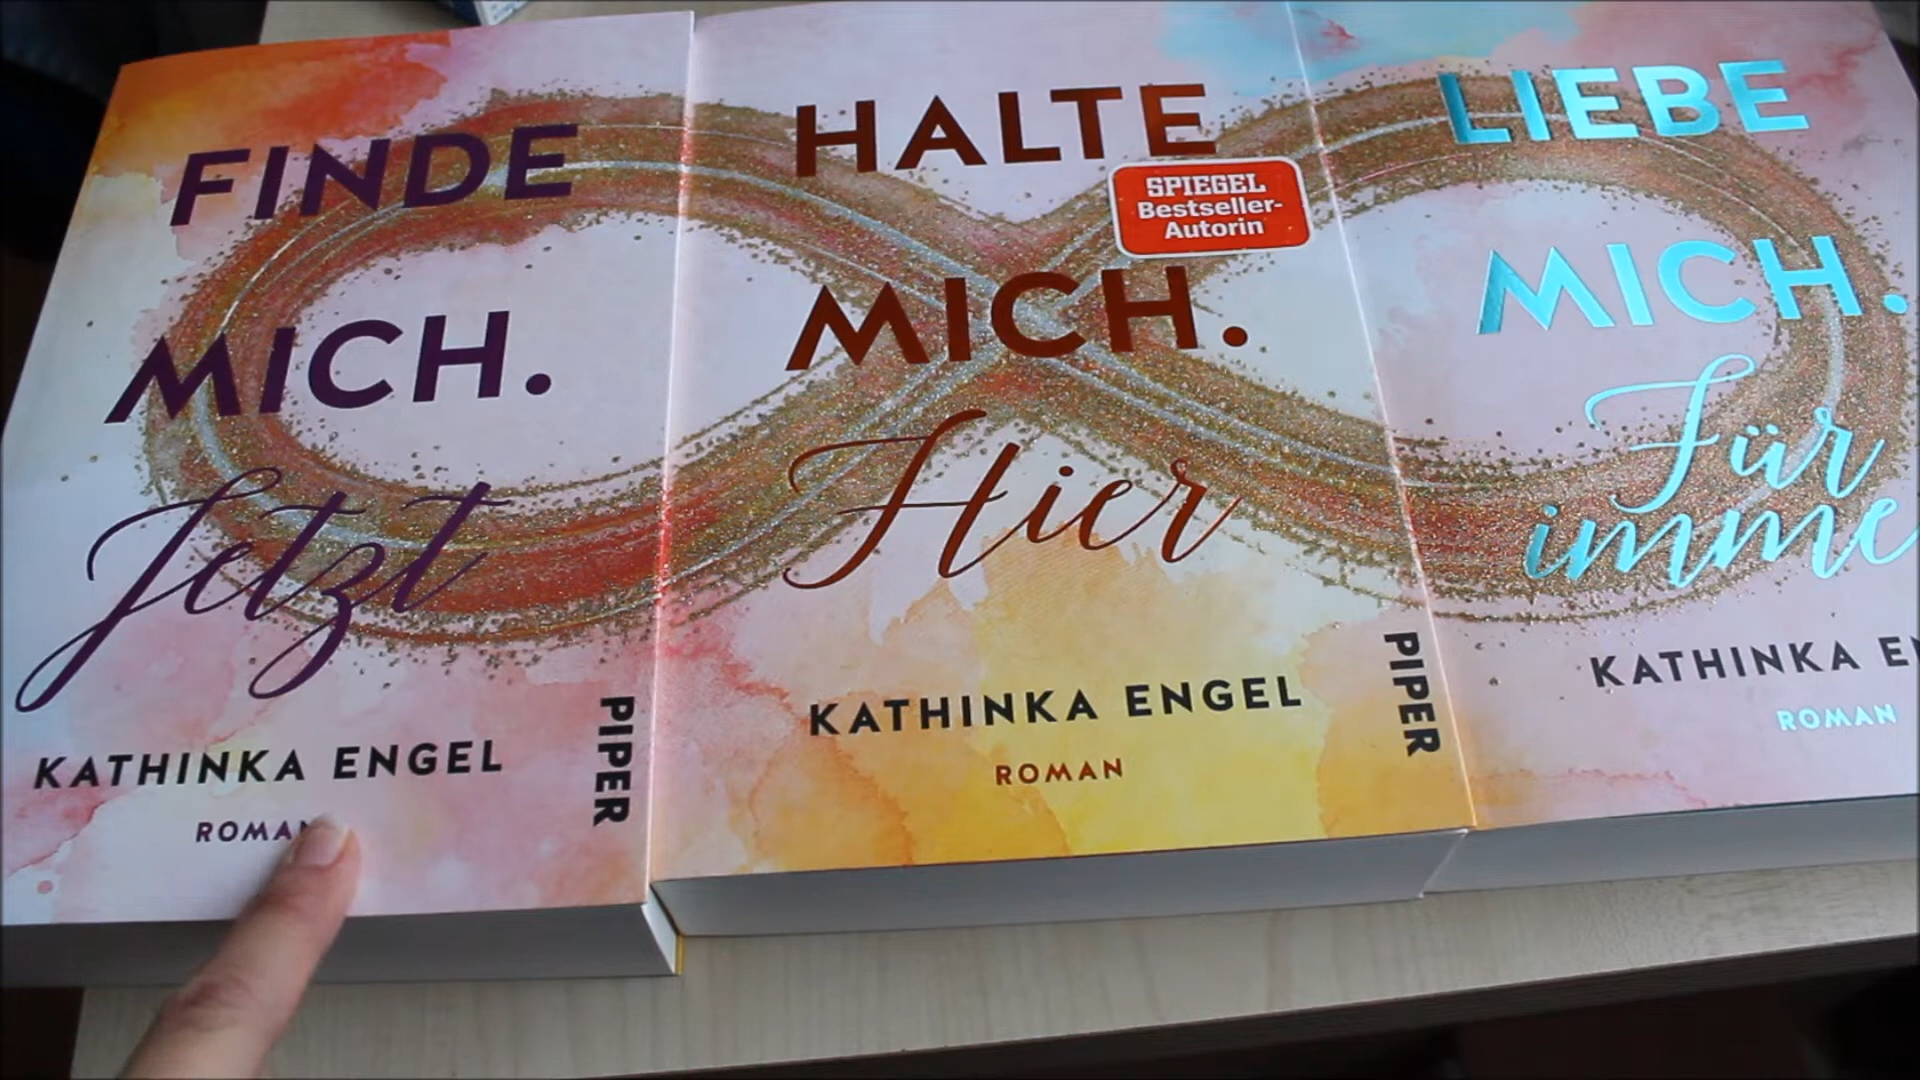 FINDE
MICH.
Jetzt
KATHINKA ENGEL
ROMAN
PIPER
HALTE
SPIEGEL
Bestseller-
Autorin
MICH.
Hier
KATHINKA ENGEL
ROMAN
PIPER
LIEBE
MICH.
Für
imme
KATHINKA E
ROMAN